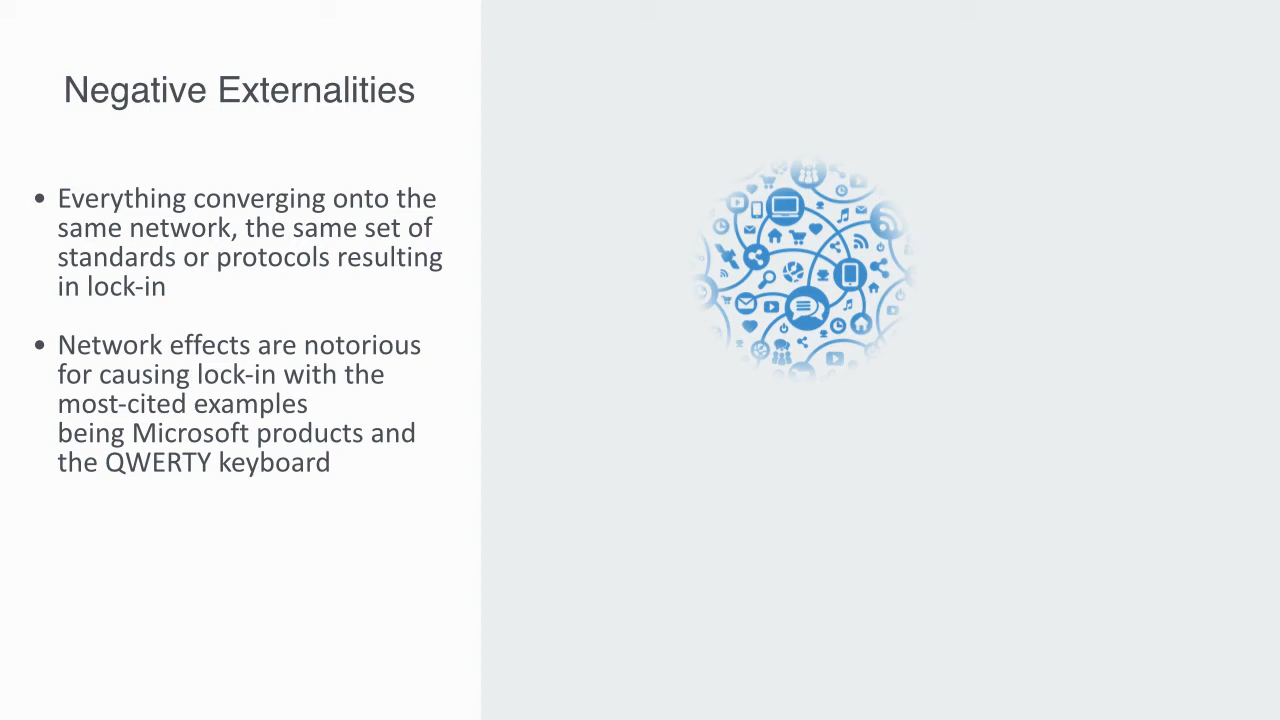 Negative Externalities
• Everything converging onto the
same network, the same set of
standards or protocols resulting
in lock-in
• Network effects are notorious
for causing lock-in with the
most-cited examples
being Microsoft products and
the QWERTY keyboard